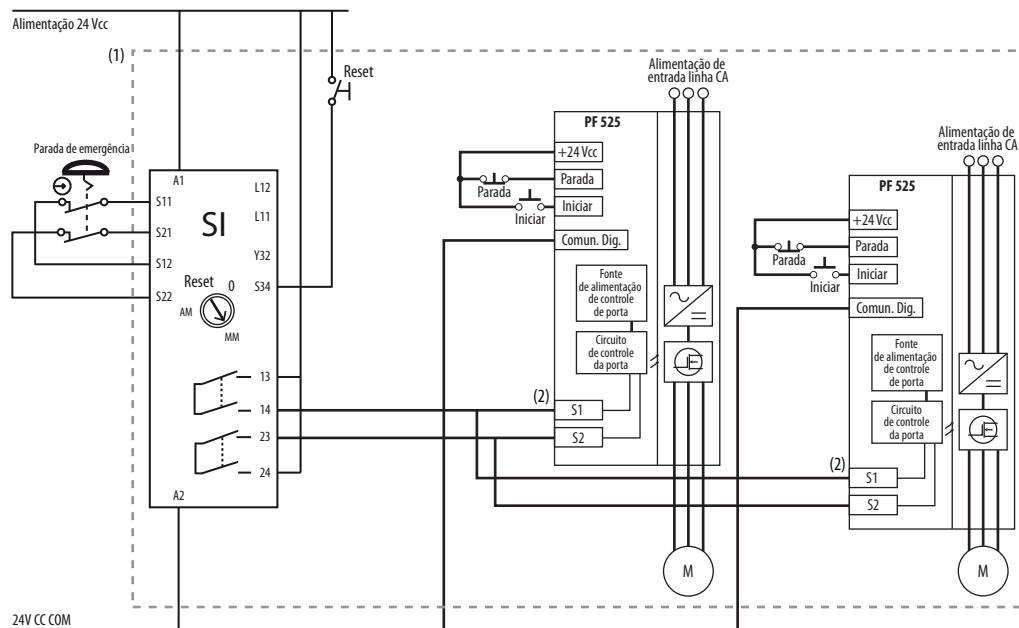 Alimentação 24 Vcc
(1)
Reset
Parada de emergência
A1
L12
S11
L11
SI
S21
Y32
S12
S34
S22
Reset
0
AM
MM
13
14
23
24
A2
24V CC COM
Alimentação de
entrada linha CA
PF 525
+24 Vcc
Parada
Parada
Iniciar
Iniciar
Comun. Dig.
Fonte
de alimentação
de controle
de porta
Circuito
de controle
da porta
(2)
S1
S2
M
Alimentação de
entrada linha CA
PF 525
+24 Vcc
Parada
Parada
Iniciar
Iniciar
Comun. Dig.
Fonte
de alimentação
de controle
de porta
Circuito
de controle
da porta
(2)
S1
S2
M